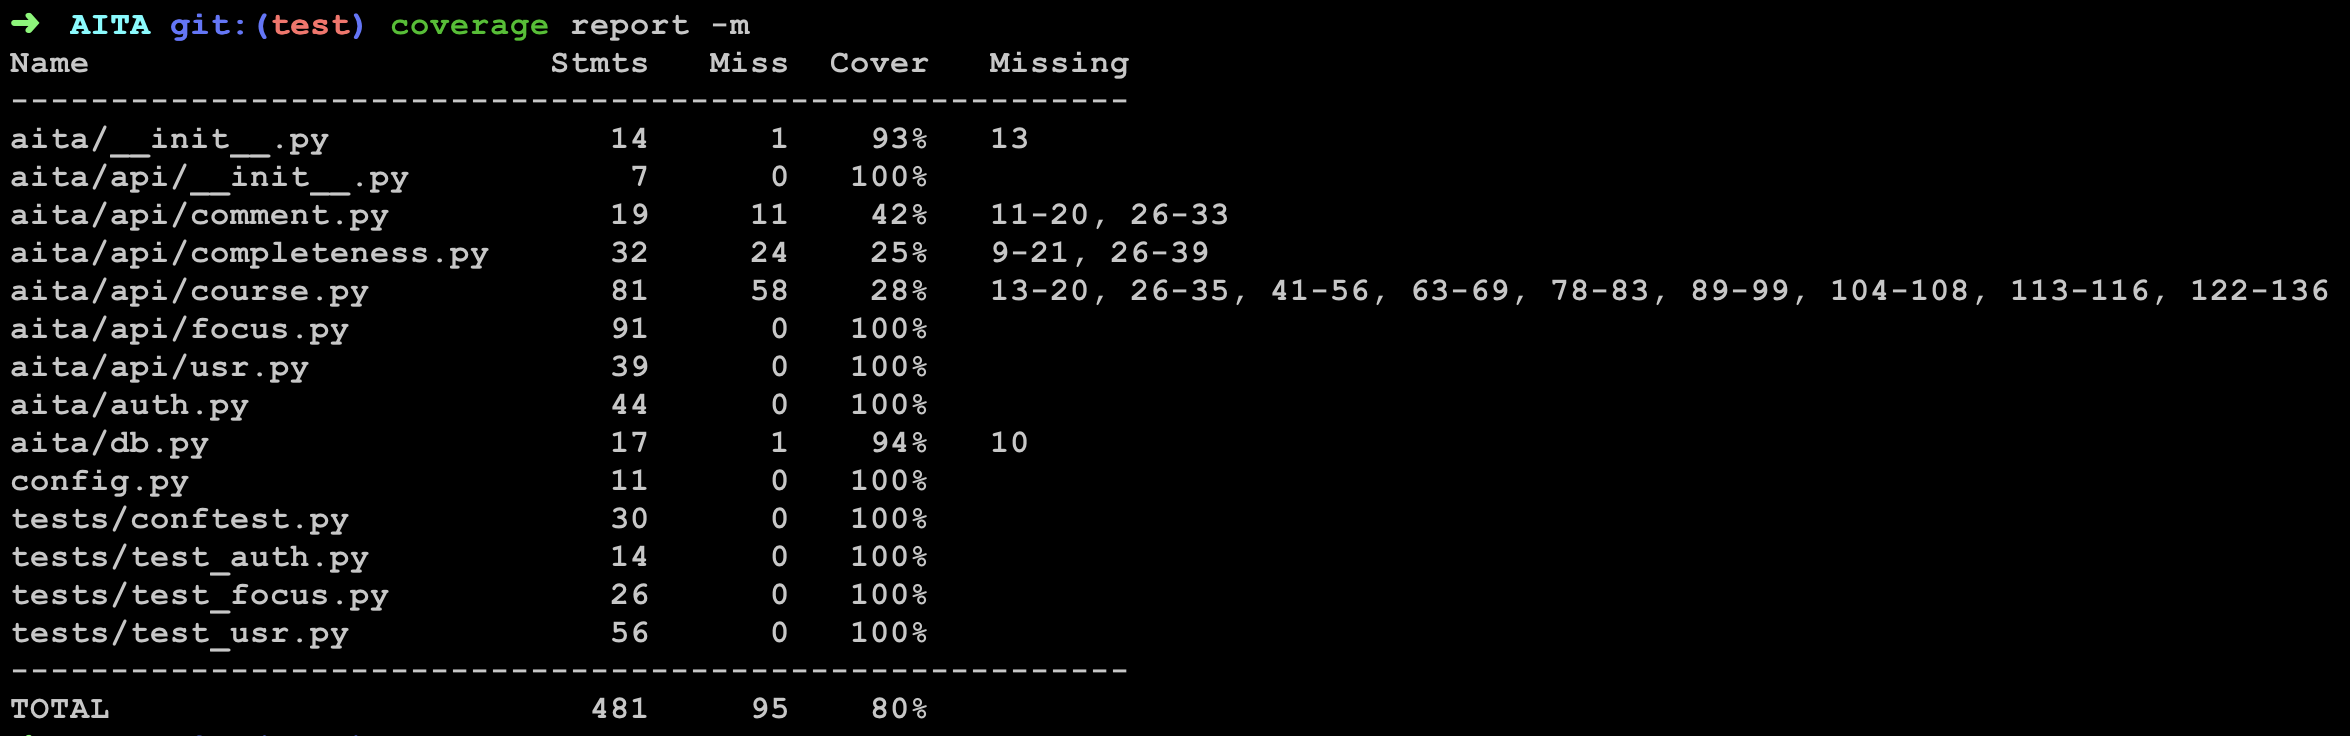 ➜ AITA git:(test) coverage report -m
Name Stmts Miss Cover Missing
--------------------------------------------------------
aita/__init__.py 14 1 93% 13
aita/api/__init__.py 7 0 100%
aita/api/comment.py 19 11 42% 11-20, 26-33
aita/api/completeness.py 32 24 25% 9-21, 26-39
aita/api/course.py 81 58 28% 13-20, 26-35, 41-56, 63-69, 78-83, 89-99, 104-108, 113-116, 122-136
aita/api/focus.py 91 0 100%
aita/api/usr.py 39 0 100%
aita/auth.py 44 0 100%
aita/db.py 17 1 94% 10
config.py 11 0 100%
tests/conftest.py 30 0 100%
tests/test_auth.py 14 0 100%
tests/test_focus.py 26 0 100%
tests/test_usr.py 56 0 100%
--------------------------------------------------------
TOTAL 481 95 80%